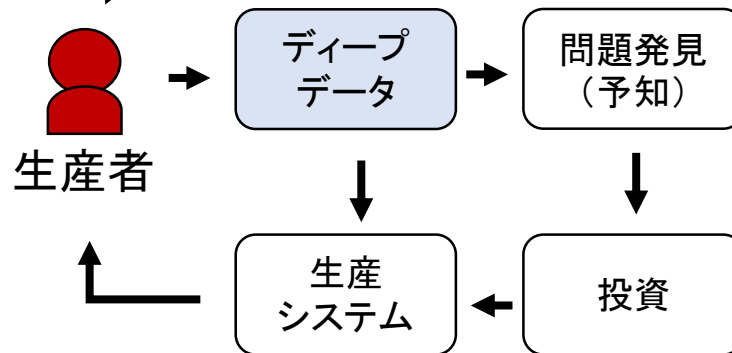 ディープ
データ
問題発見
（予知）
生産者
生産
システム
投資